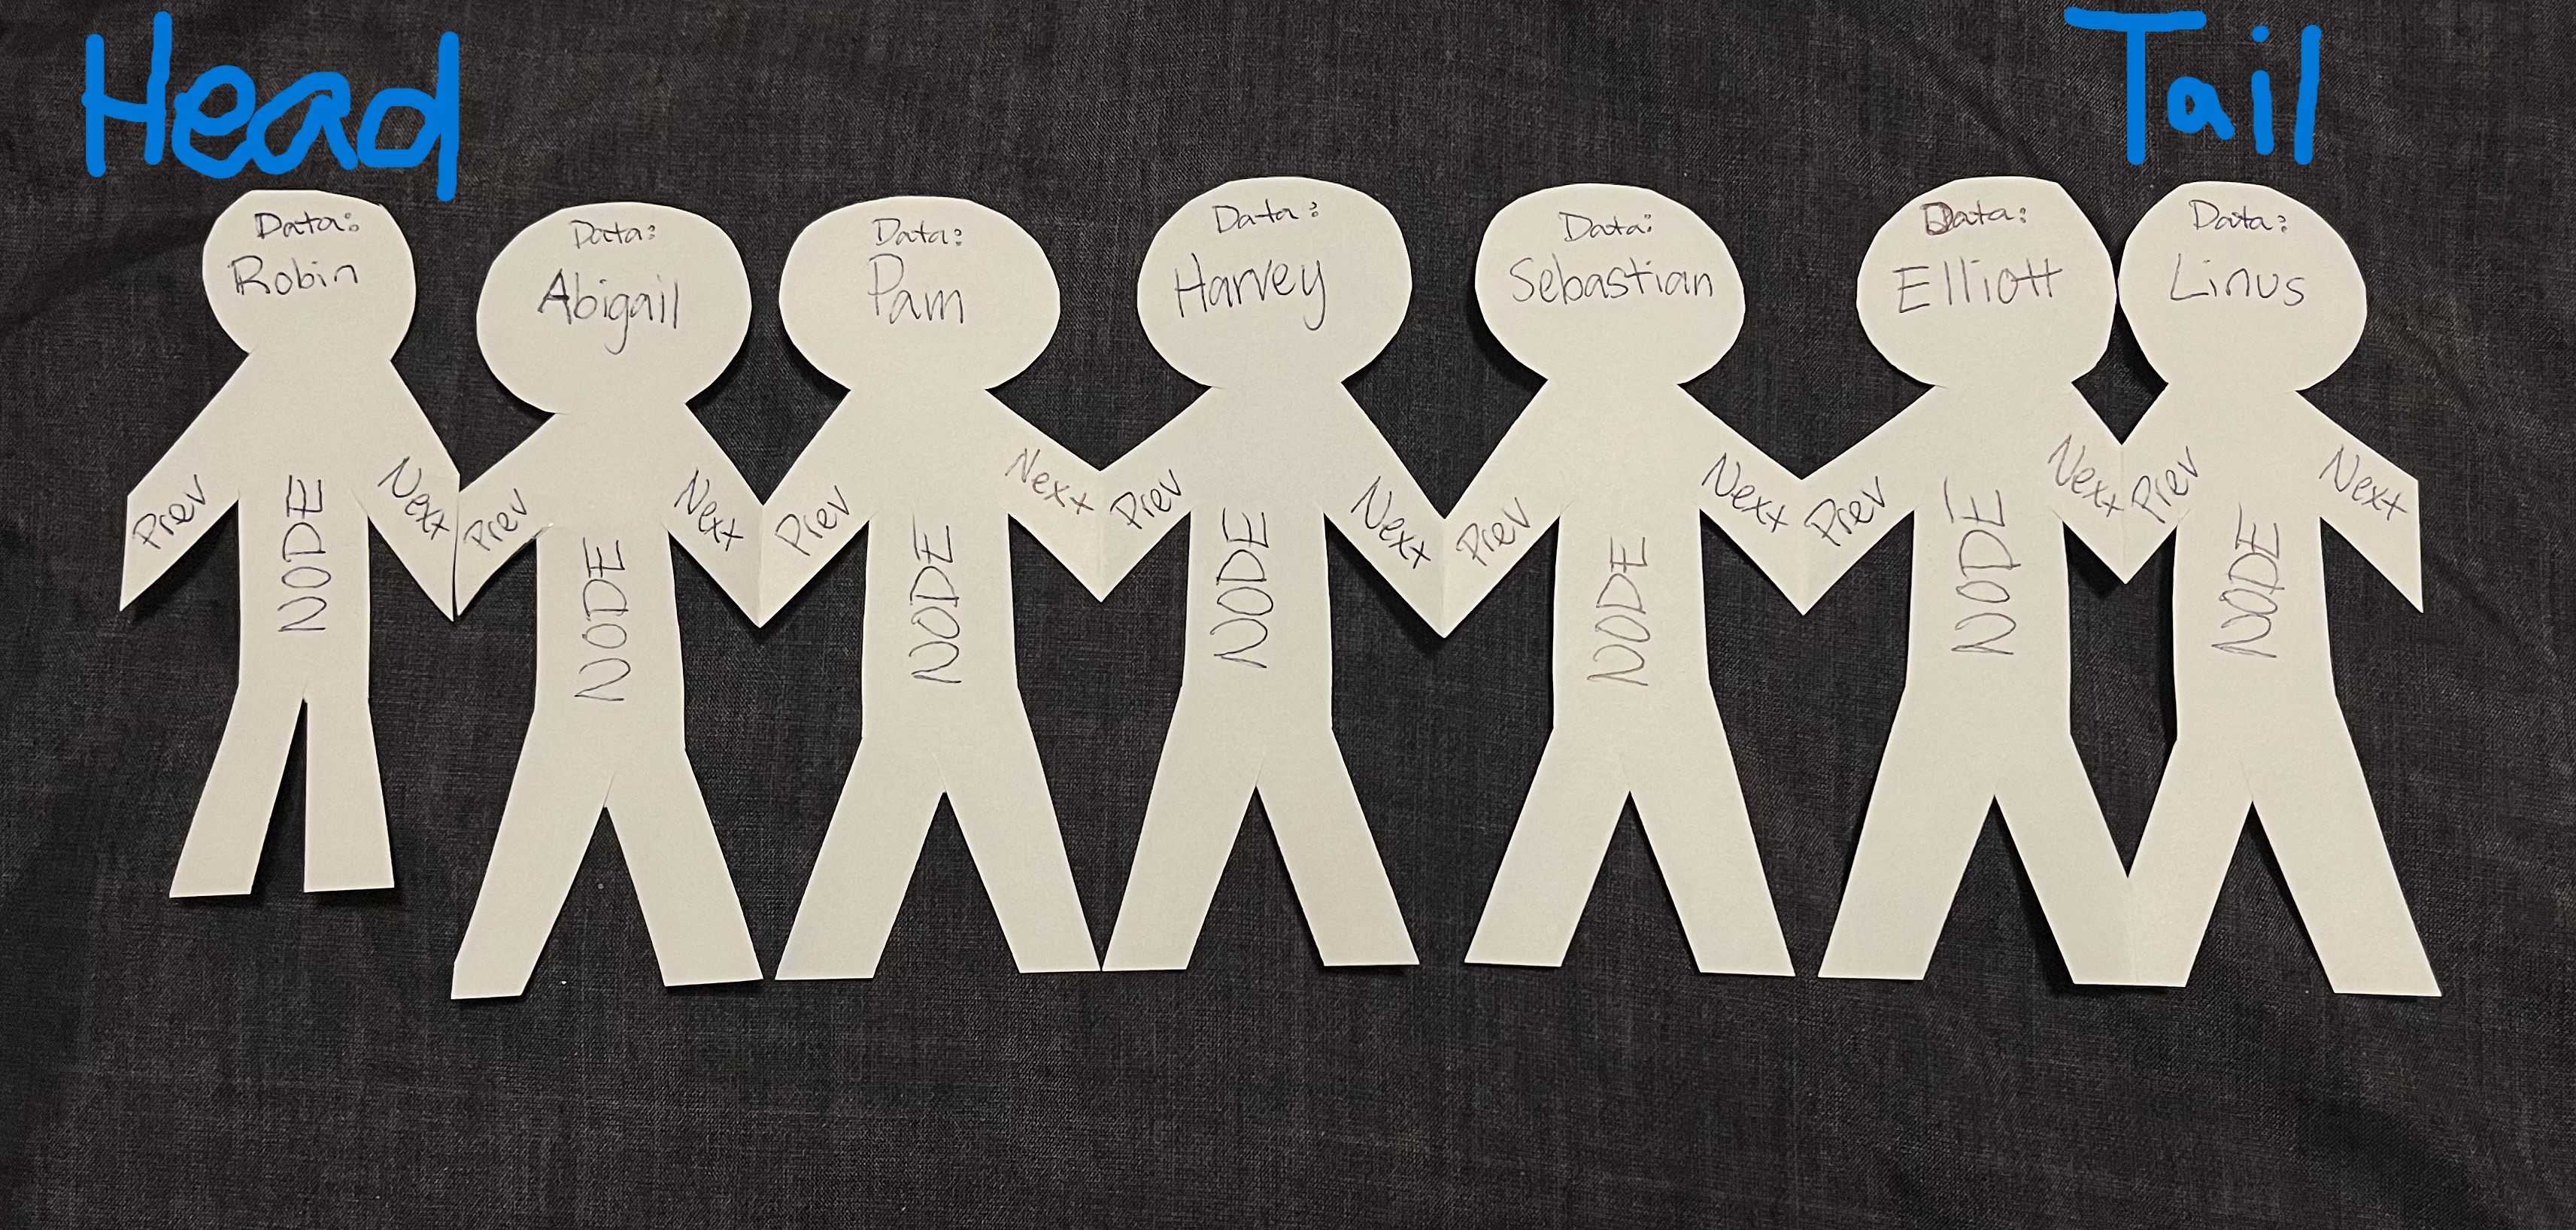 Head
Tail
Data:
Robin
Prev
NODE
Next
Data:
Abigail
Prev
NODE
Next
Data:
Pam
Prev
NODE
Next
Data:
Harvey
Prev
NODE
Next
Data:
Sebastian
Prev
NODE
Next
Data:
Elliott
Prev
NODE
Next
Data:
Linus
Prev
NODE
Next